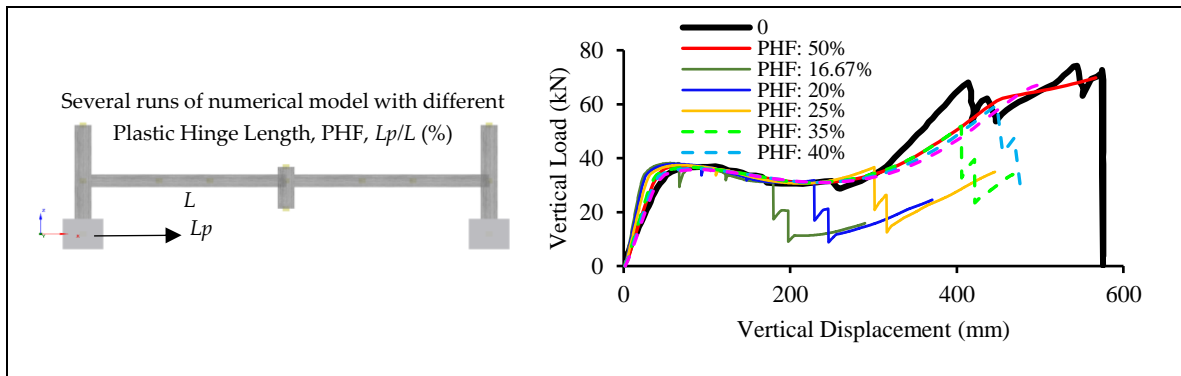 Several runs of numerical model with different
Plastic Hinge Length, PHF, Lp/L (%)
L
Lp
0
PHF: 50%
PHF: 16.67%
PHF: 20%
PHF: 25%
PHF: 35%
PHF: 40%
Vertical Load (kN)
80
60
40
20
0
0
200
400
600
Vertical Displacement (mm)